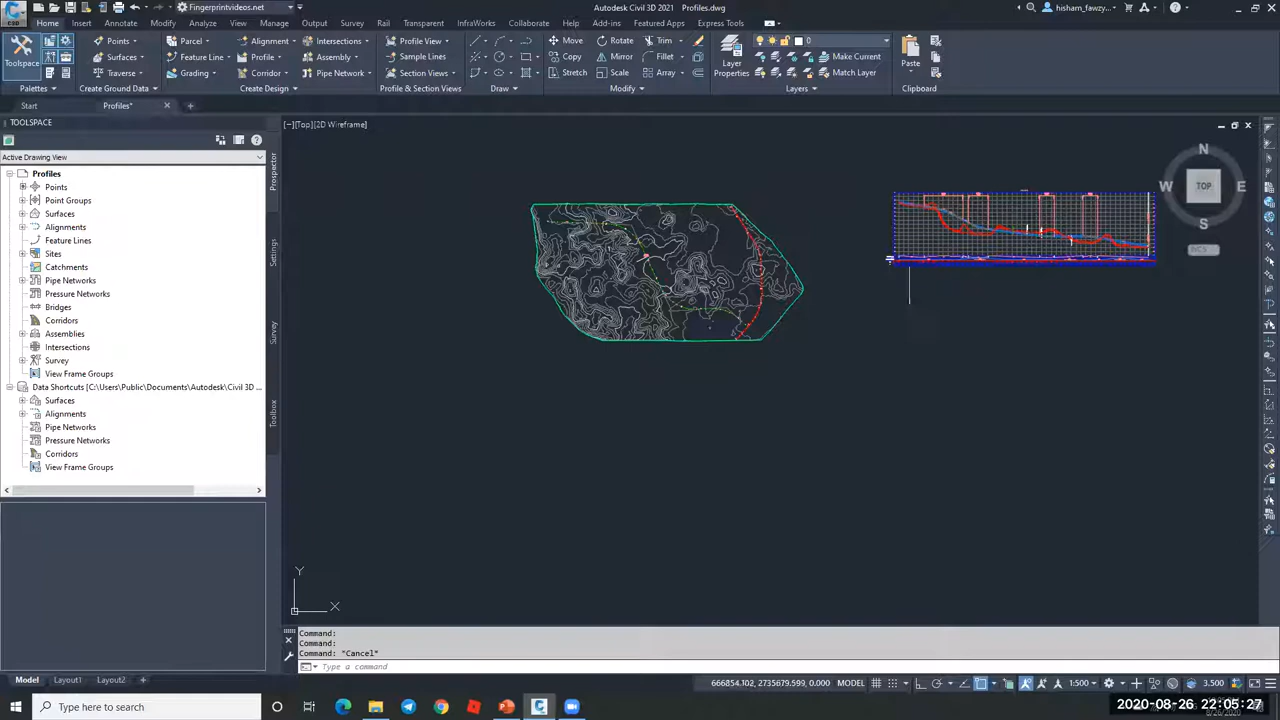 C3D
Fingerprintvideos.net
Autodesk Civil 3D 2021 Profiles.dwg
hisham_fawzy...
Home Insert Annotate Modify Analyze View Manage Output Survey Rail Transparent InfraWorks Collaborate Help Add-ins Featured Apps Express Tools
Points Parcel Alignment Intersections Profile View Move Rotate Trim 0
Toolspace Surfaces Feature Line Profile Assembly Sample Lines Copy Mirror Fillet Layer Properties Make Current Paste
Traverse Grading Corridor Pipe Network Section Views Stretch Scale Array Match Layer
Palettes Create Ground Data Create Design Profile & Section Views Draw Modify Layers Clipboard
Start Profiles*
TOOLSPACE
[−][Top][2D Wireframe]
Active Drawing View
Prospector
Settings
Survey
Toolbox
Profiles
Points
Point Groups
Surfaces
Alignments
Feature Lines
Sites
Catchments
Pipe Networks
Pressure Networks
Bridges
Corridors
Assemblies
Intersections
Survey
View Frame Groups
Data Shortcuts [C:\Users\Public\Documents\Autodesk\Civil 3D ...
Surfaces
Alignments
Pipe Networks
Pressure Networks
Corridors
View Frame Groups
N
W TOP E
S
WCS
Y
X
Command:
Command:
Command: *Cancel*
Type a command
Model Layout1 Layout2
666854.102, 2735679.599, 0.000 MODEL 1:500 3.500
Type here to search
2020-08-26 22:05:27